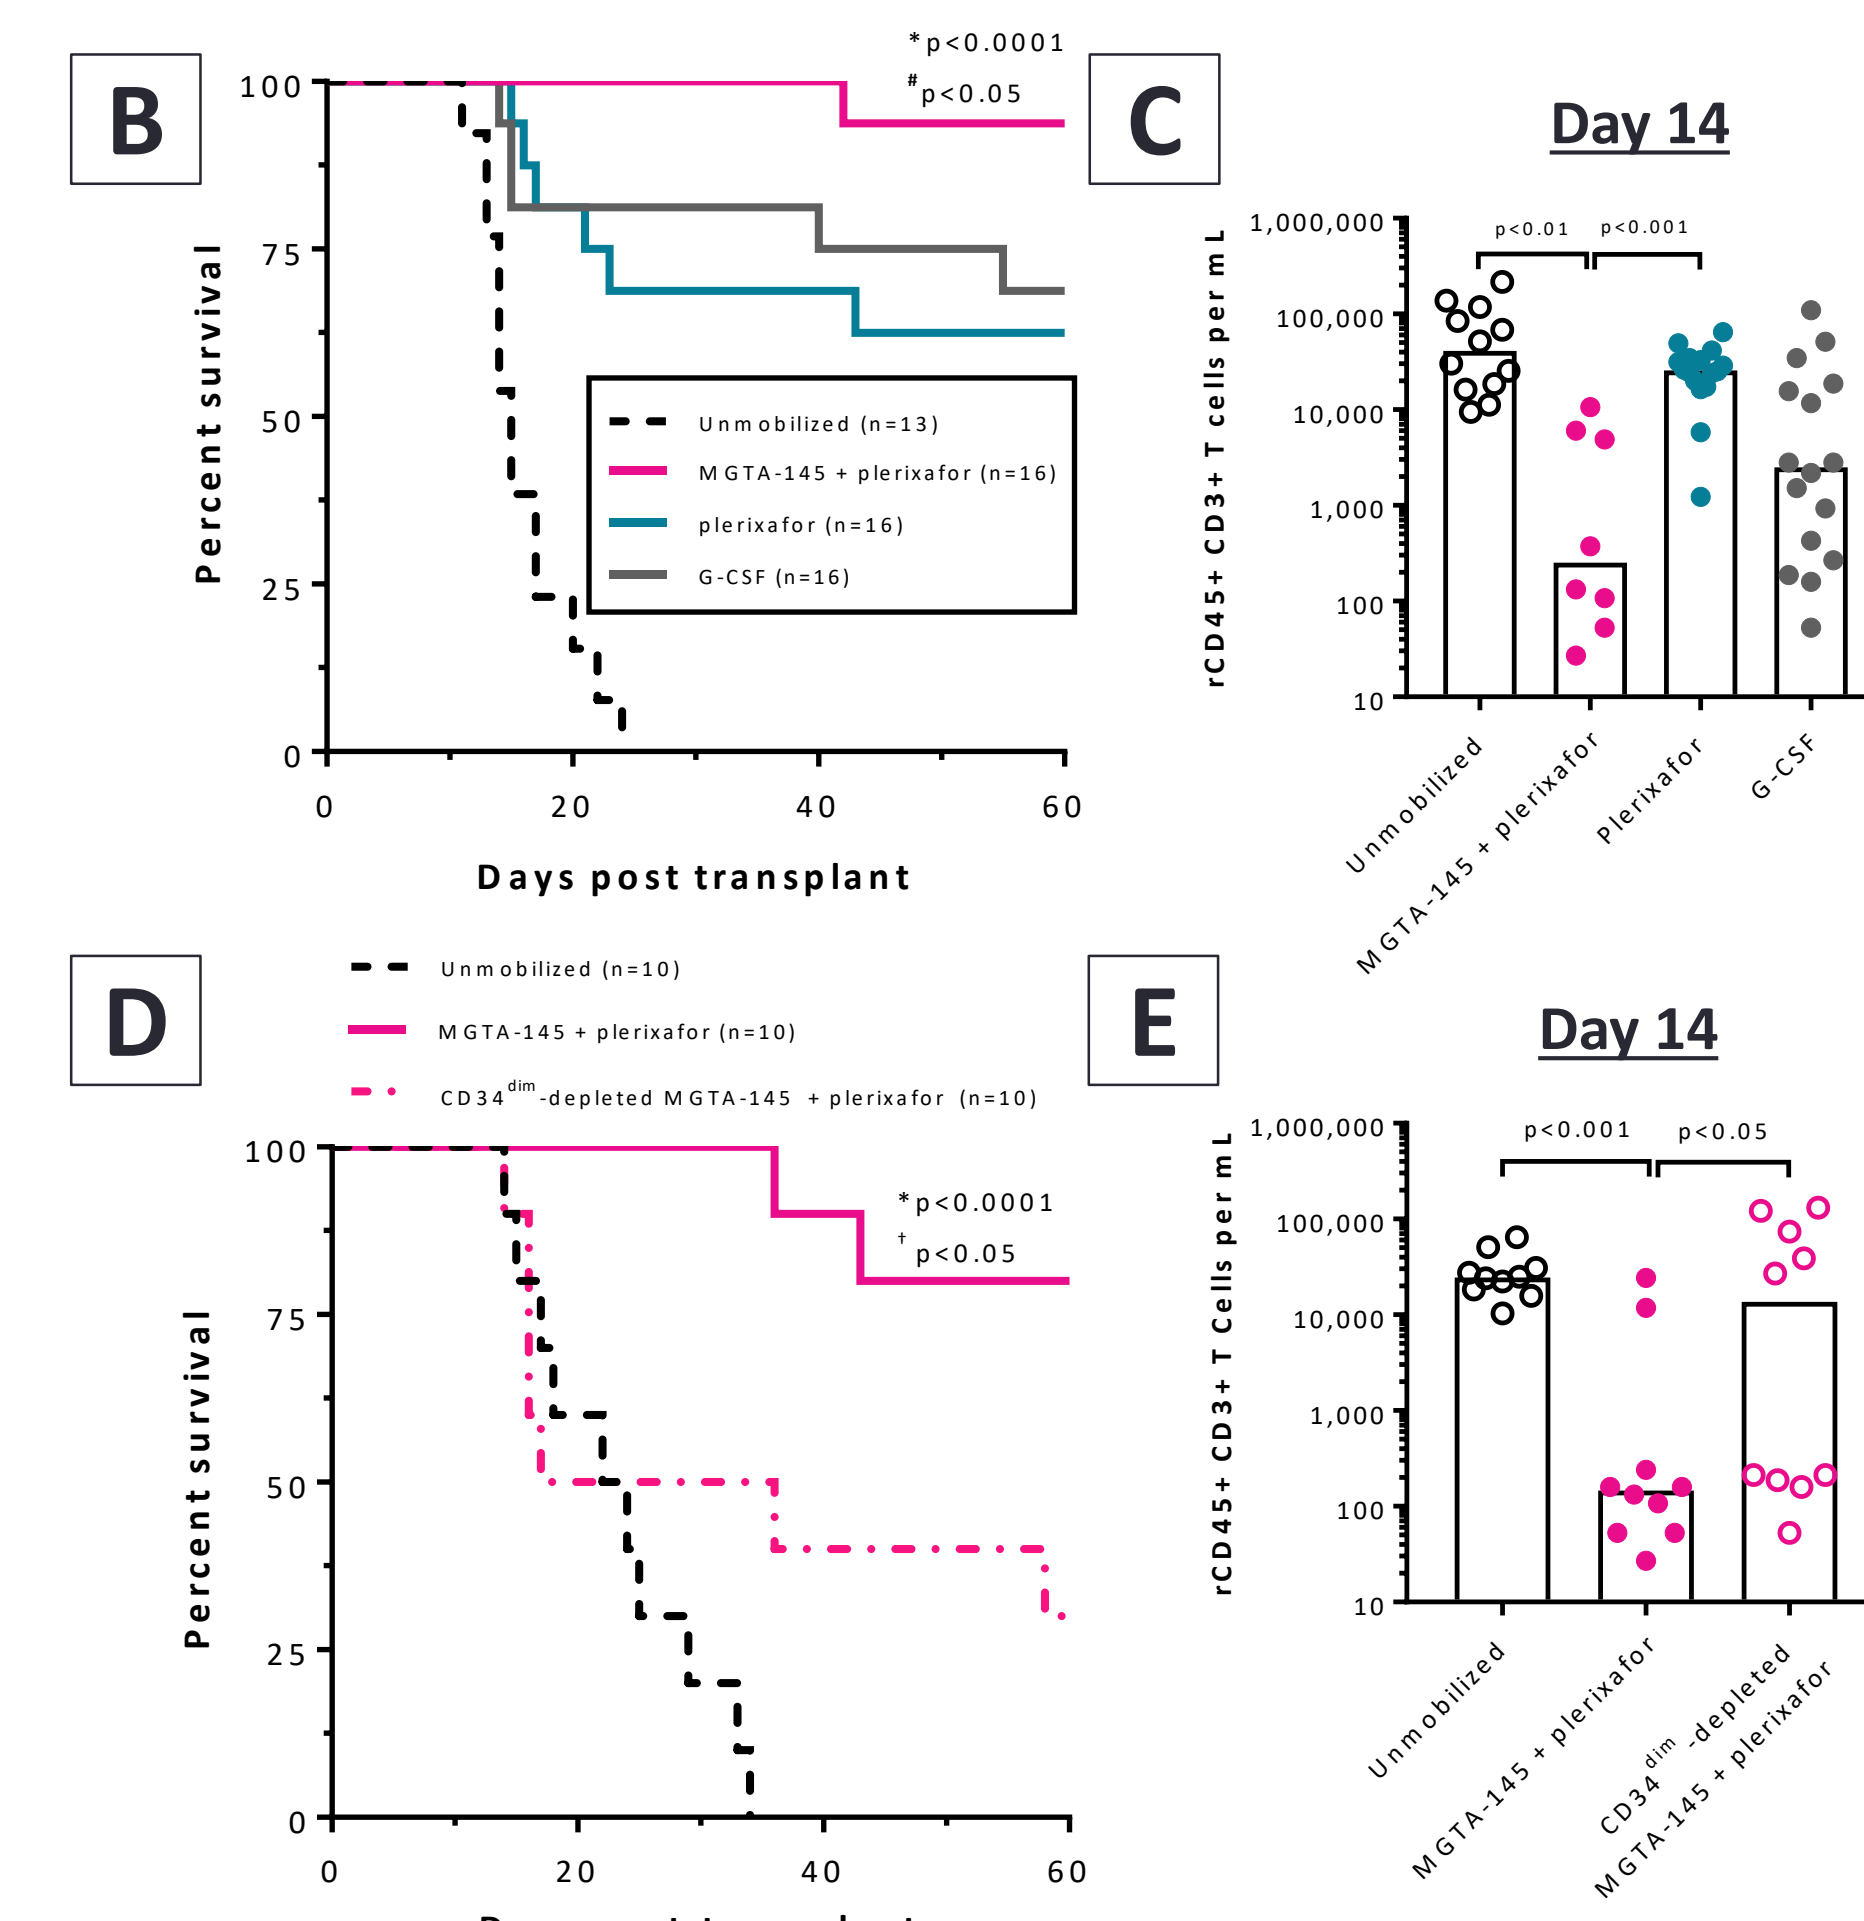 B
*p<0.0001
#p<0.05
Percent survival
100
75
50
25
0
Unmobilized (n=13)
MGTA-145 + plerixafor (n=16)
plerixafor (n=16)
G-CSF (n=16)
0 20 40 60
Days post transplant
C
Day 14
rCD45+ CD3+ T cells per mL
1,000,000
100,000
10,000
1,000
100
10
p<0.01 p<0.001
Unmobilized
MGTA-145 + plerixafor
Plerixafor
G-CSF
D
Unmobilized (n=10)
MGTA-145 + plerixafor (n=10)
CD34dim-depleted MGTA-145 + plerixafor (n=10)
Percent survival
100
75
50
25
0
*p<0.0001
† p<0.05
0 20 40 60
E
Day 14
rCD45+ CD3+ T Cells per mL
1,000,000
100,000
10,000
1,000
100
10
p<0.001 p<0.05
Unmobilized
MGTA-145 + plerixafor
CD34dim-depleted
MGTA-145 + plerixafor